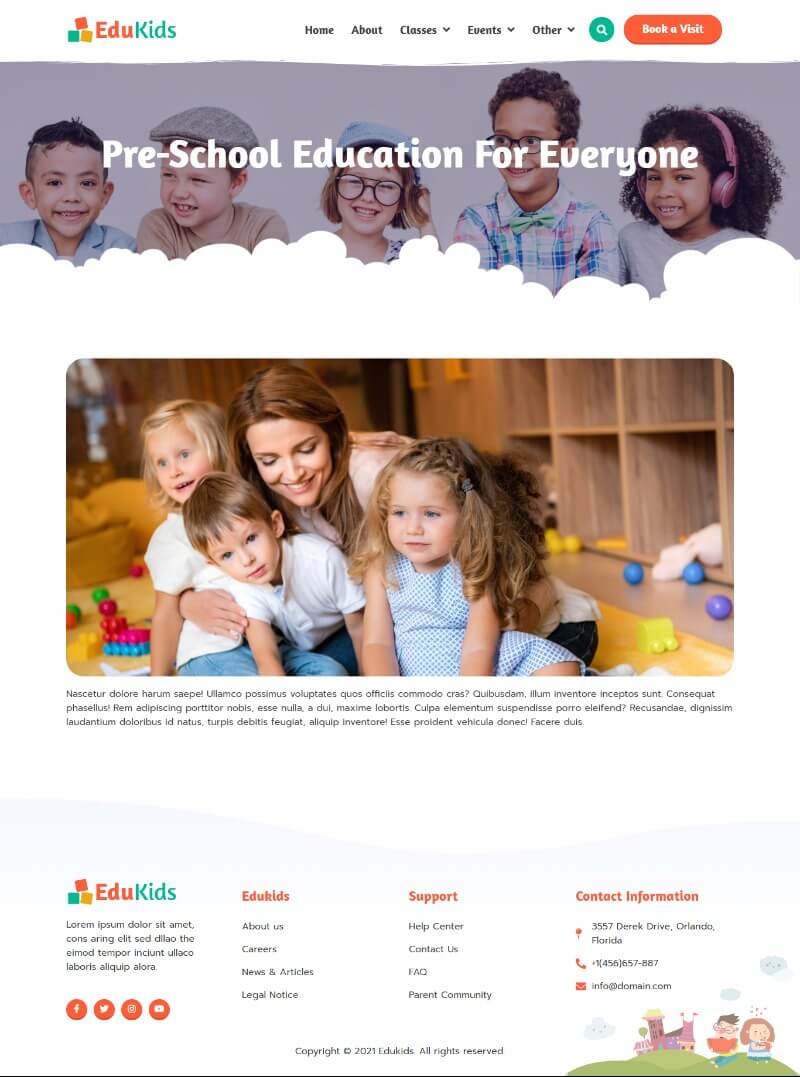 EduKids
Home
About
Classes
Events
Other
Book a Visit
Pre-School Education For Everyone
Nascetur dolore harum saepe! Ullamco possimus voluptates quos officiis commodo cras? Quibusdam, illum inventore inceptos sunt. Consequat
phasellus! Rem adipiscing porttitor nobis, esse nulla, a dui, maxime lobortis. Culpa elementum suspendisse porro eleifend? Recusandae, dignissim
laudantium doloribus id natus, turpis debitis feugiat, aliquip inventore! Esse proident vehicula donec! Facere duis.
EduKids
Lorem ipsum dolor sit amet,
cons aring elit sed dllao the
eimod tempor inciunt ullaco
laboris aliquip alora.
Edukids
About us
Careers
News & Articles
Legal Notice
Support
Help Center
Contact Us
FAQ
Parent Community
Contact Information
3557 Derek Drive, Orlando,
Florida
+1(456)657-887
info@domain.com
Copyright © 2021 Edukids. All rights reserved.